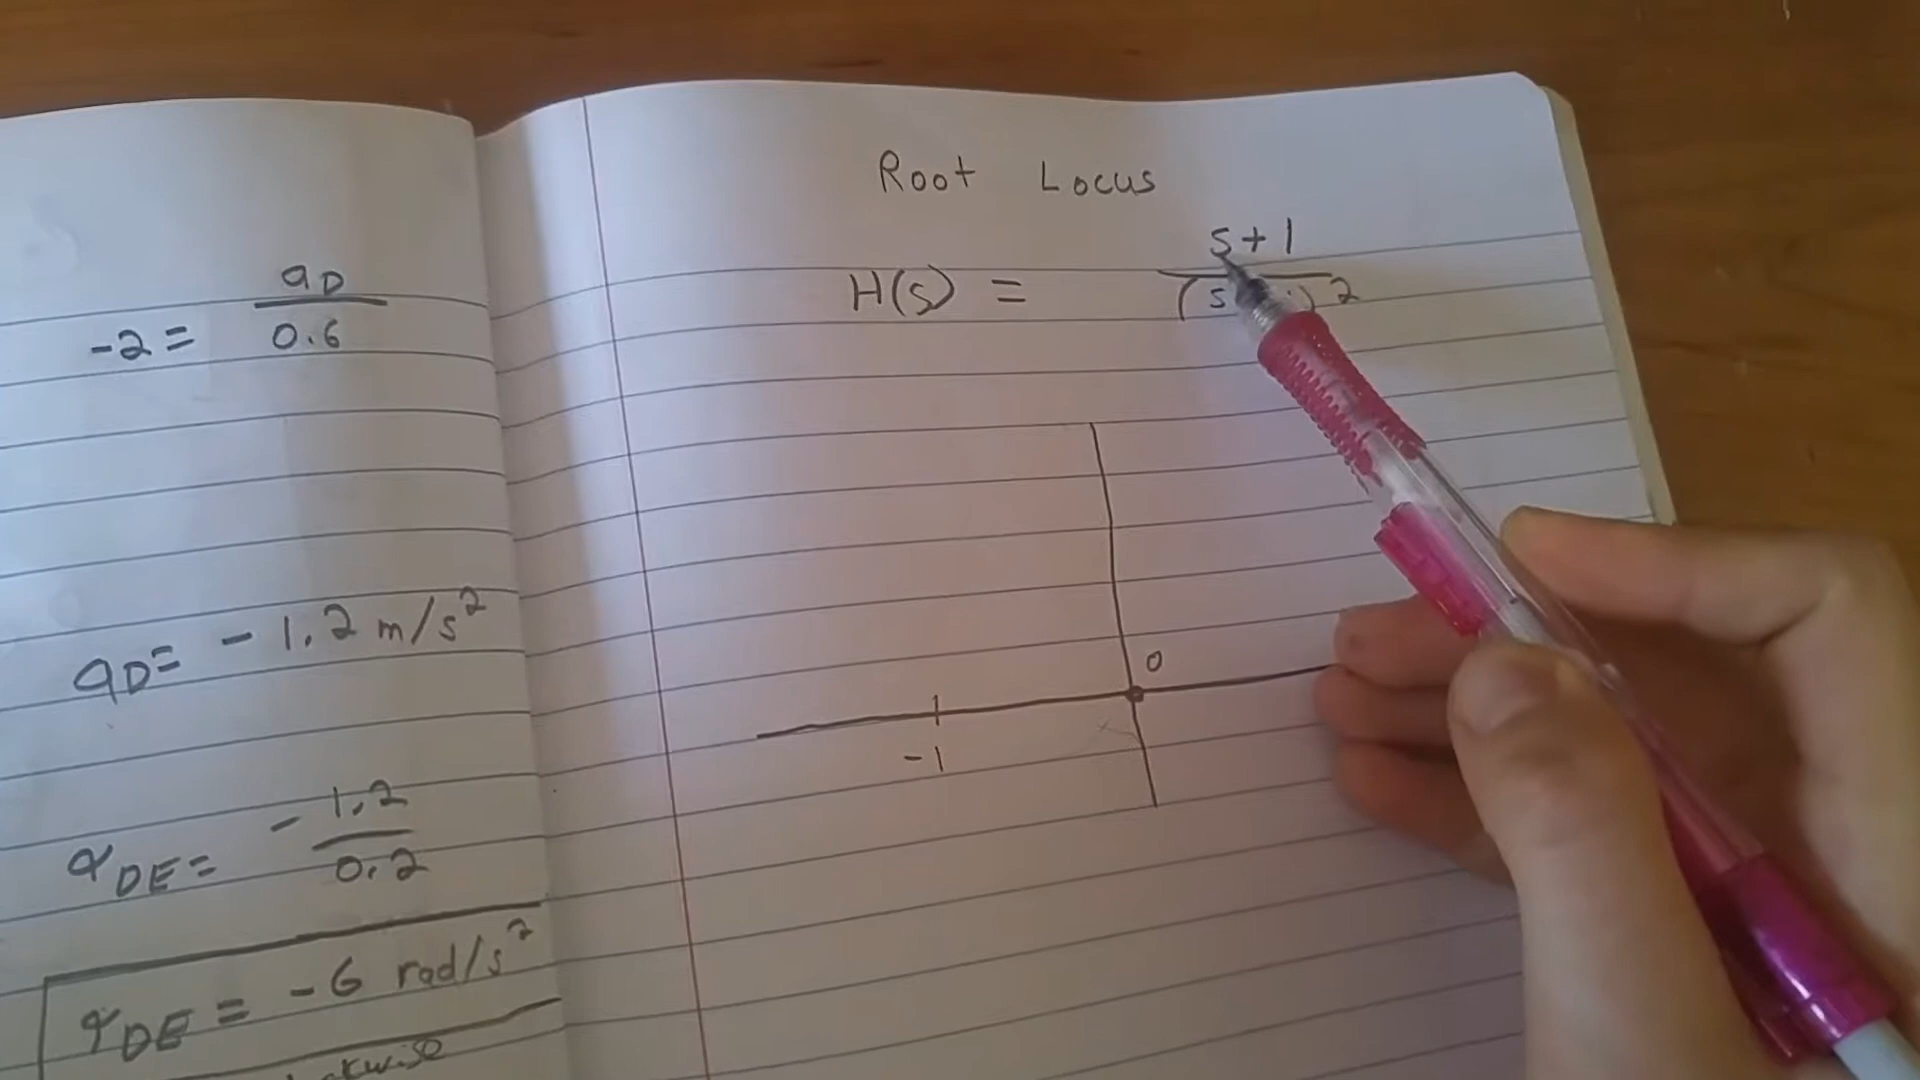 -2 = aD / 0.6
aD = - 1.2 m/s²
αDE = - 1.2 / 0.2
αDE = -6 rad/s²
Root Locus
H(s) = s+1 / (s )2
0
-1